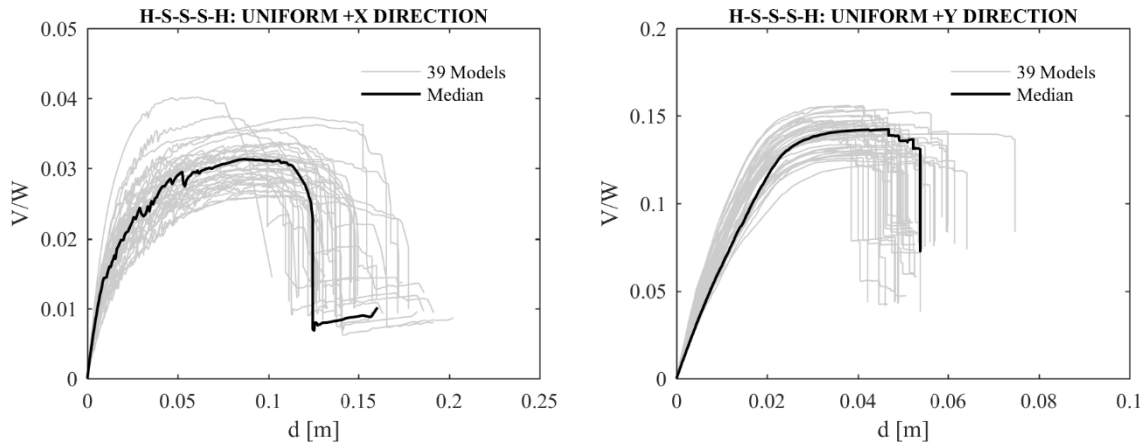 H-S-S-S-H: UNIFORM +X DIRECTION
0.05
0.04
0.03
0.02
0.01
0
V/W
39 Models
Median
0
0.05
0.1
0.15
0.2
0.25
d [m]
H-S-S-S-H: UNIFORM +Y DIRECTION
0.2
0.15
0.1
0.05
0
V/W
39 Models
Median
0
0.02
0.04
0.06
0.08
0.1
d [m]